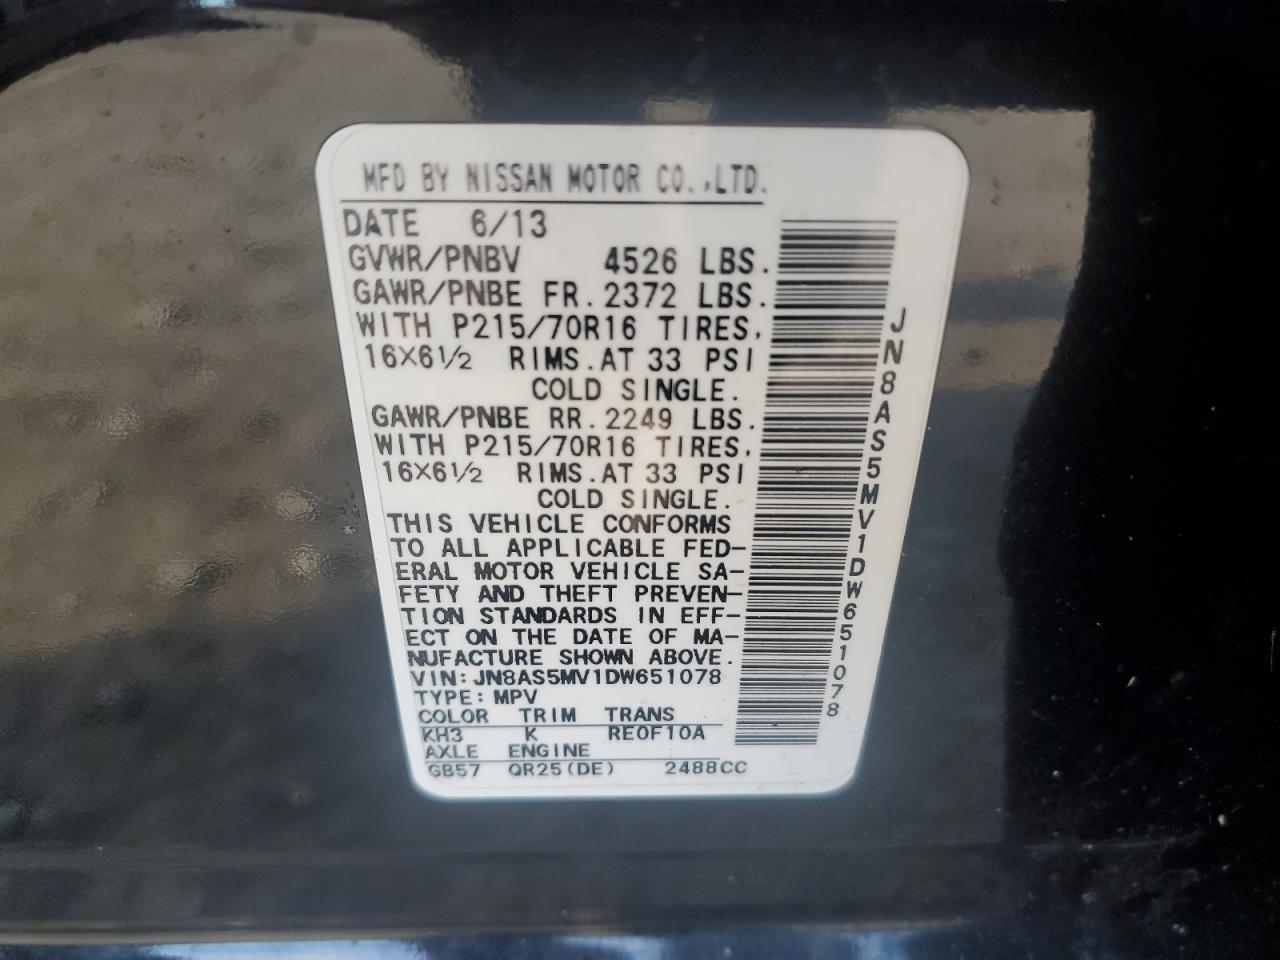 MFD BY NISSAN MOTOR CO.,LTD.
DATE 6/13
GVWR/PNBV 4526 LBS.
GAWR/PNBE FR. 2372 LBS.
WITH P215/70R16 TIRES,
16X6½ RIMS.AT 33 PSI
COLD SINGLE.
GAWR/PNBE RR. 2249 LBS.
WITH P215/70R16 TIRES,
16X6½ RIMS.AT 33 PSI
COLD SINGLE.
THIS VEHICLE CONFORMS
TO ALL APPLICABLE FED-
ERAL MOTOR VEHICLE SA-
FETY AND THEFT PREVEN-
TION STANDARDS IN EFF-
ECT ON THE DATE OF MA-
NUFACTURE SHOWN ABOVE.
VIN:JN8AS5MV1DW651078
TYPE:MPV
COLOR TRIM TRANS
KH3 K RE0F10A
AXLE ENGINE
GB57 QR25(DE) 2488CC
JN8AS5MV1DW651078